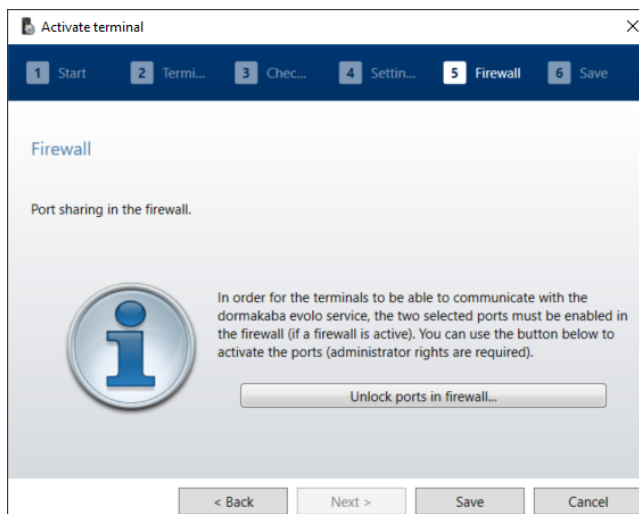 Activate terminal
1 Start 2 Termi... 3 Chec... 4 Settin... 5 Firewall 6 Save
Firewall
Port sharing in the firewall.
In order for the terminals to be able to communicate with the
dormakaba evolo service, the two selected ports must be enabled in
the firewall (if a firewall is active). You can use the button below to
activate the ports (administrator rights are required).
Unlock ports in firewall...
< Back Next > Save Cancel